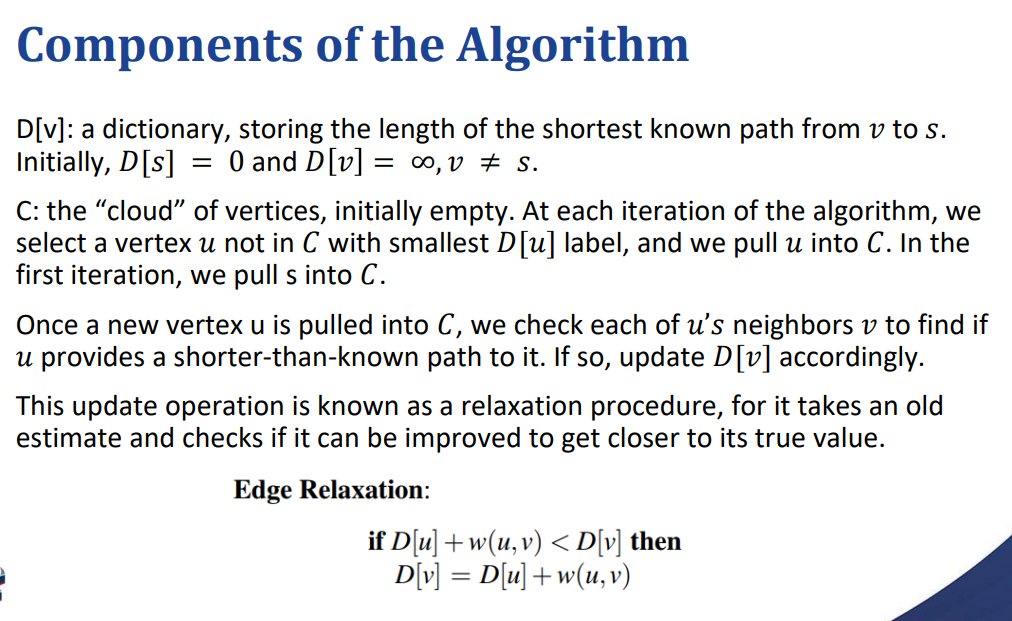 Components of the Algorithm
D[v]: a dictionary, storing the length of the shortest known path from v to s.
Initially, D[s] = 0 and D[v] = ∞, v ≠ s.
C: the “cloud” of vertices, initially empty. At each iteration of the algorithm, we
select a vertex u not in C with smallest D[u] label, and we pull u into C. In the
first iteration, we pull s into C.
Once a new vertex u is pulled into C, we check each of u's neighbors v to find if
u provides a shorter-than-known path to it. If so, update D[v] accordingly.
This update operation is known as a relaxation procedure, for it takes an old
estimate and checks if it can be improved to get closer to its true value.
Edge Relaxation:
if D[u] + w(u, v) < D[v] then
D[v] = D[u] + w(u, v)